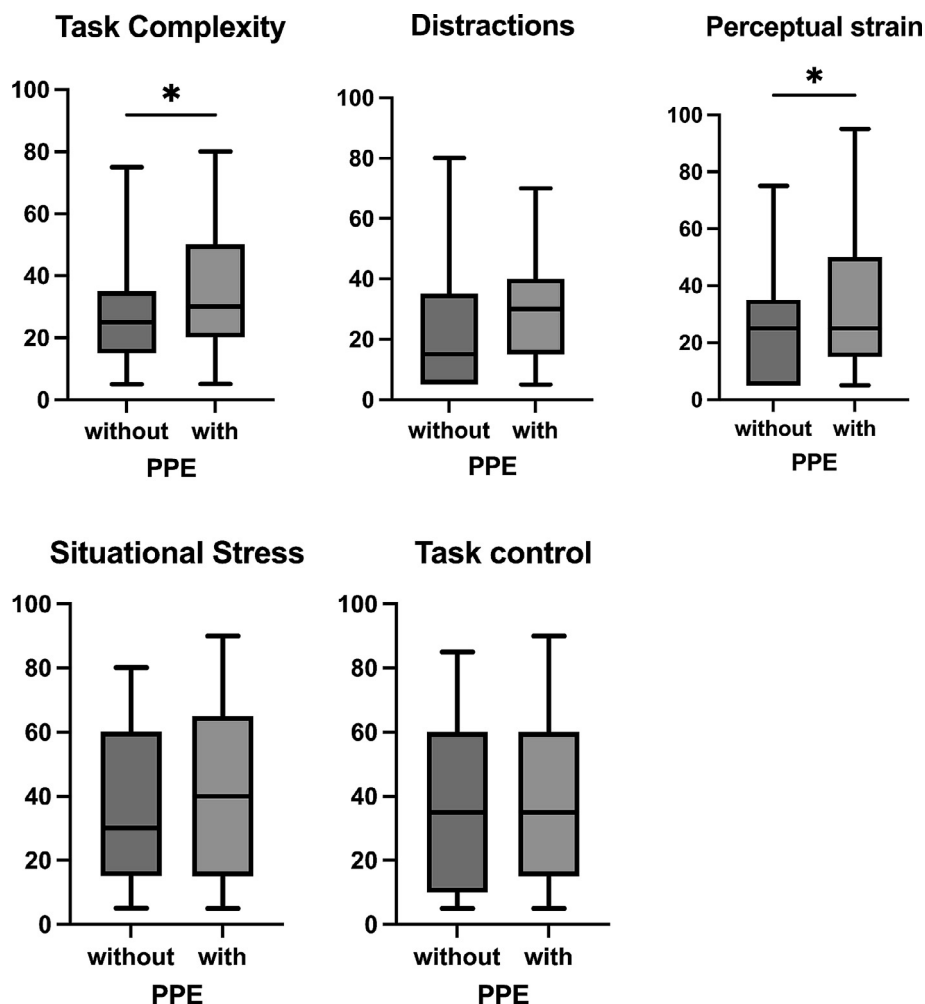 Task Complexity
*
100
80
60
40
20
0
without with
PPE
Distractions
100
80
60
40
20
0
without with
PPE
Perceptual strain
*
100
80
60
40
20
0
without with
PPE
Situational Stress
100
80
60
40
20
0
without with
PPE
Task control
100
80
60
40
20
0
without with
PPE